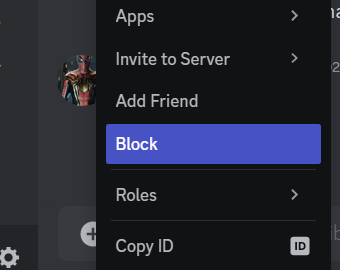 Apps
Invite to Server
Add Friend
Block
Roles
Copy ID
ID